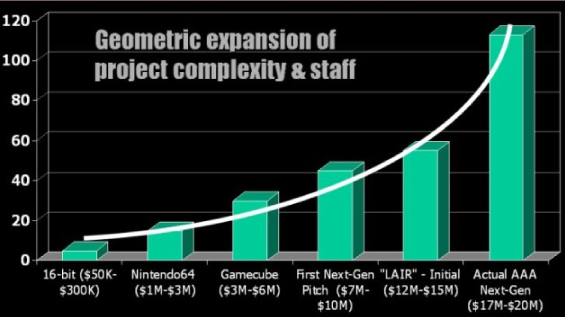 Geometric expansion of
project complexity & staff
120
100
80
60
40
20
0
16-bit ($50K-
$300K)
Nintendo64
($1M-$3M)
Gamecube
($3M-$6M)
First Next-Gen
Pitch ($7M-
$10M)
"LAIR" - Initial
($12M-$15M)
Actual AAA
Next-Gen
($17M-$20M)